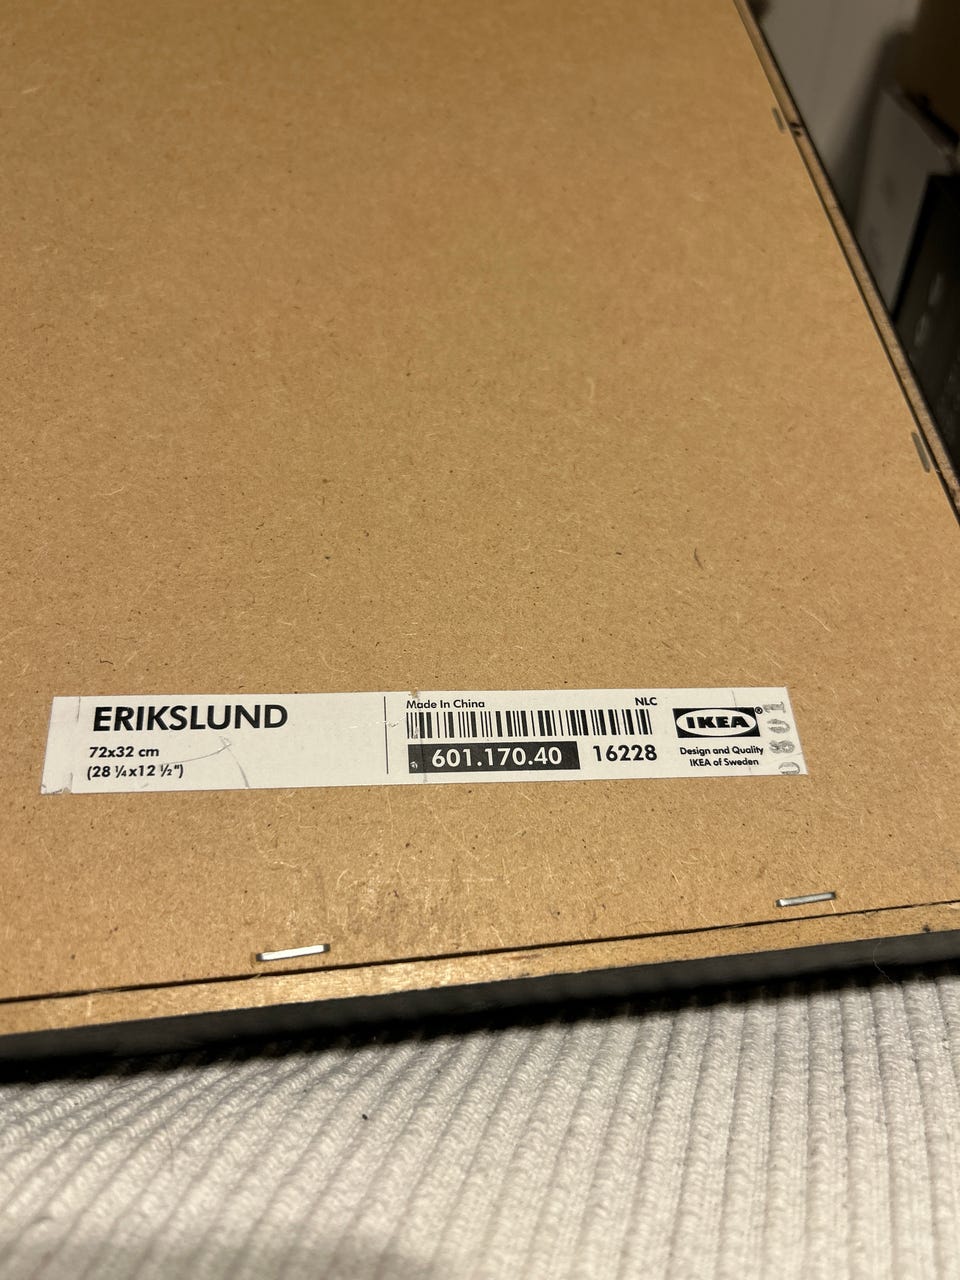 ERIKSLUND
72x32 cm
(28 ¼x12 ½")
Made In China
NLC
601.170.40
16228
IKEA®
Design and Quality
IKEA of Sweden
0801